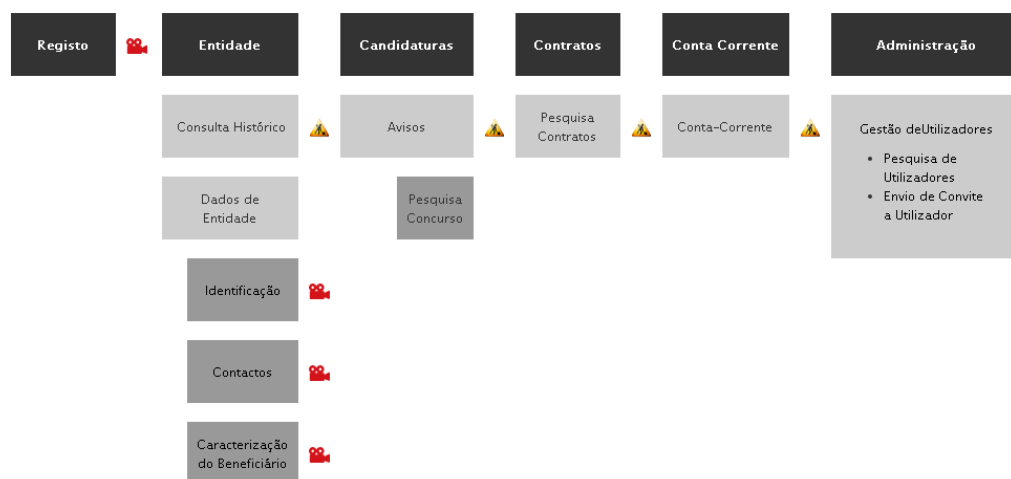 Registo
Entidade
Candidaturas
Contratos
Conta Corrente
Administração
Consulta Histórico
Avisos
Pesquisa
Contratos
Conta-Corrente
Gestão deUtilizadores
• Pesquisa de
Utilizadores
• Envio de Convite
a Utilizador
Dados de
Entidade
Pesquisa
Concurso
Identificação
Contactos
Caracterização
do Beneficiário